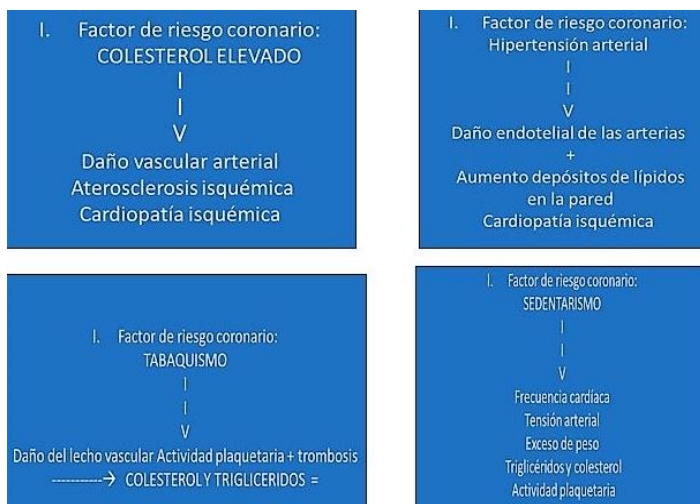 I. Factor de riesgo coronario:
COLESTEROL ELEVADO
I
I
V
Daño vascular arterial
Aterosclerosis isquémica
Cardiopatía isquémica
I. Factor de riesgo coronario:
Hipertensión arterial
I
I
V
Daño endotelial de las arterias
+
Aumento depósitos de lípidos
en la pared
Cardiopatía isquémica
I. Factor de riesgo coronario:
TABAQUISMO
I
I
V
Daño del lecho vascular Actividad plaquetaria + trombosis
----------→ COLESTEROL Y TRIGLICERIDOS =
I. Factor de riesgo coronario:
SEDENTARISMO
I
I
V
Frecuencia cardíaca
Tensión arterial
Exceso de peso
Triglicéridos y colesterol
Actividad plaquetaria